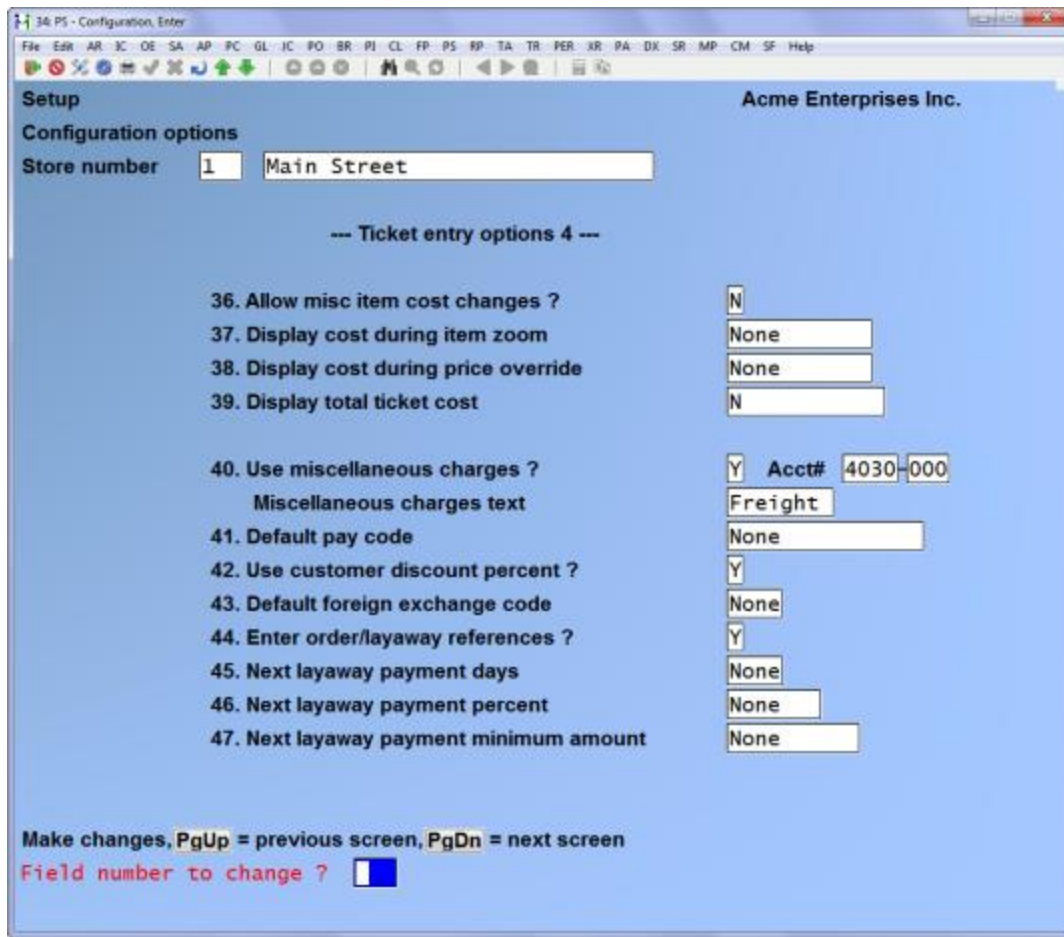 34: PS - Configuration, Enter
File Edit AR IC OE SA AP PC GL JC PO BR PI CL FP PS RP TA TR PER XR PA DX SR MP CM SF Help
Setup Acme Enterprises Inc.
Configuration options
Store number 1 Main Street
--- Ticket entry options 4 ---
36. Allow misc item cost changes ? N
37. Display cost during item zoom None
38. Display cost during price override None
39. Display total ticket cost N
40. Use miscellaneous charges ? Y Acct# 4030-000
Miscellaneous charges text Freight
41. Default pay code None
42. Use customer discount percent ? Y
43. Default foreign exchange code None
44. Enter order/layaway references ? Y
45. Next layaway payment days None
46. Next layaway payment percent None
47. Next layaway payment minimum amount None
Make changes, PgUp = previous screen, PgDn = next screen
Field number to change ?